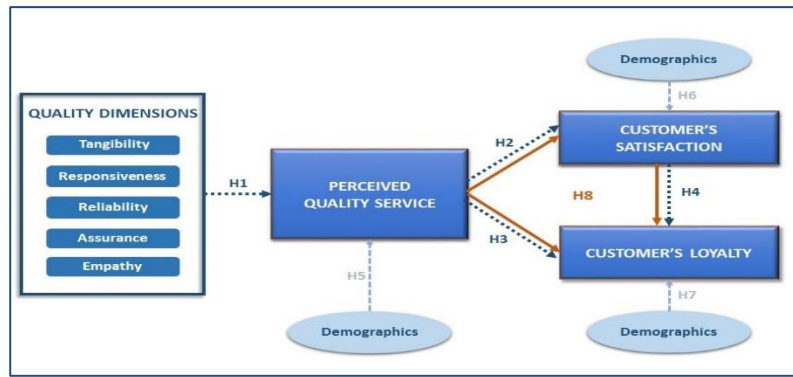 Demographics
H6
QUALITY DIMENSIONS
Tangibility
Responsiveness
Reliability
Assurance
Empathy
H1
PERCEIVED
QUALITY SERVICE
H2
H3
CUSTOMER'S
SATISFACTION
H8
H4
CUSTOMER'S LOYALTY
H5
H7
Demographics
Demographics